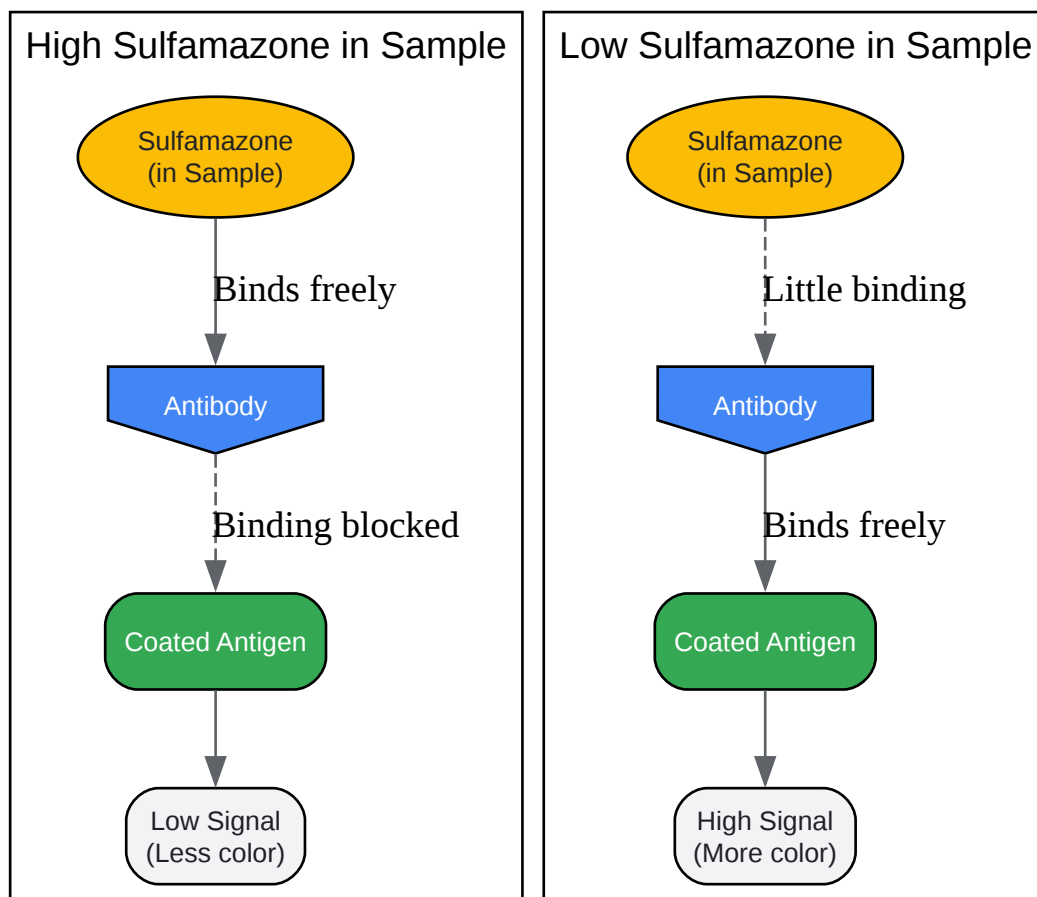 High Sulfamazone in Sample
Sulfamazone
(in Sample)
Binds freely
Antibody
Binding blocked
Coated Antigen
Low Signal
(Less color)
Low Sulfamazone in Sample
Sulfamazone
(in Sample)
Little binding
Antibody
Binds freely
Coated Antigen
High Signal
(More color)